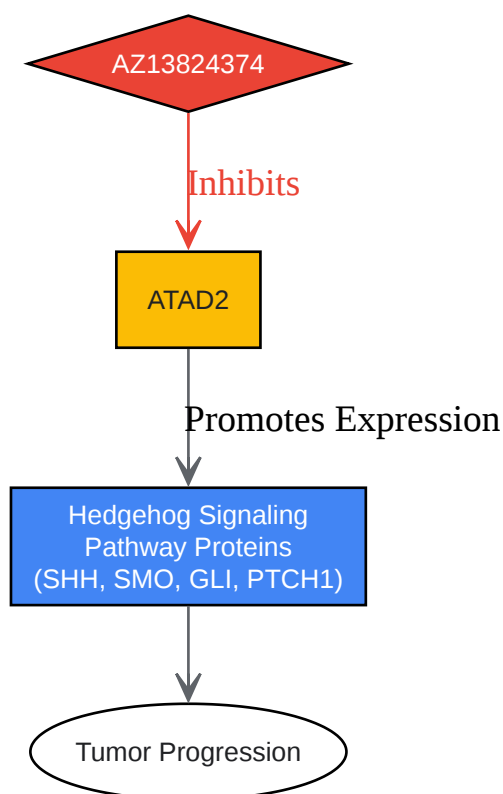 AZ13824374
Inhibits
ATAD2
Promotes Expression
Hedgehog Signaling
Pathway Proteins
(SHH, SMO, GLI, PTCH1)
Tumor Progression